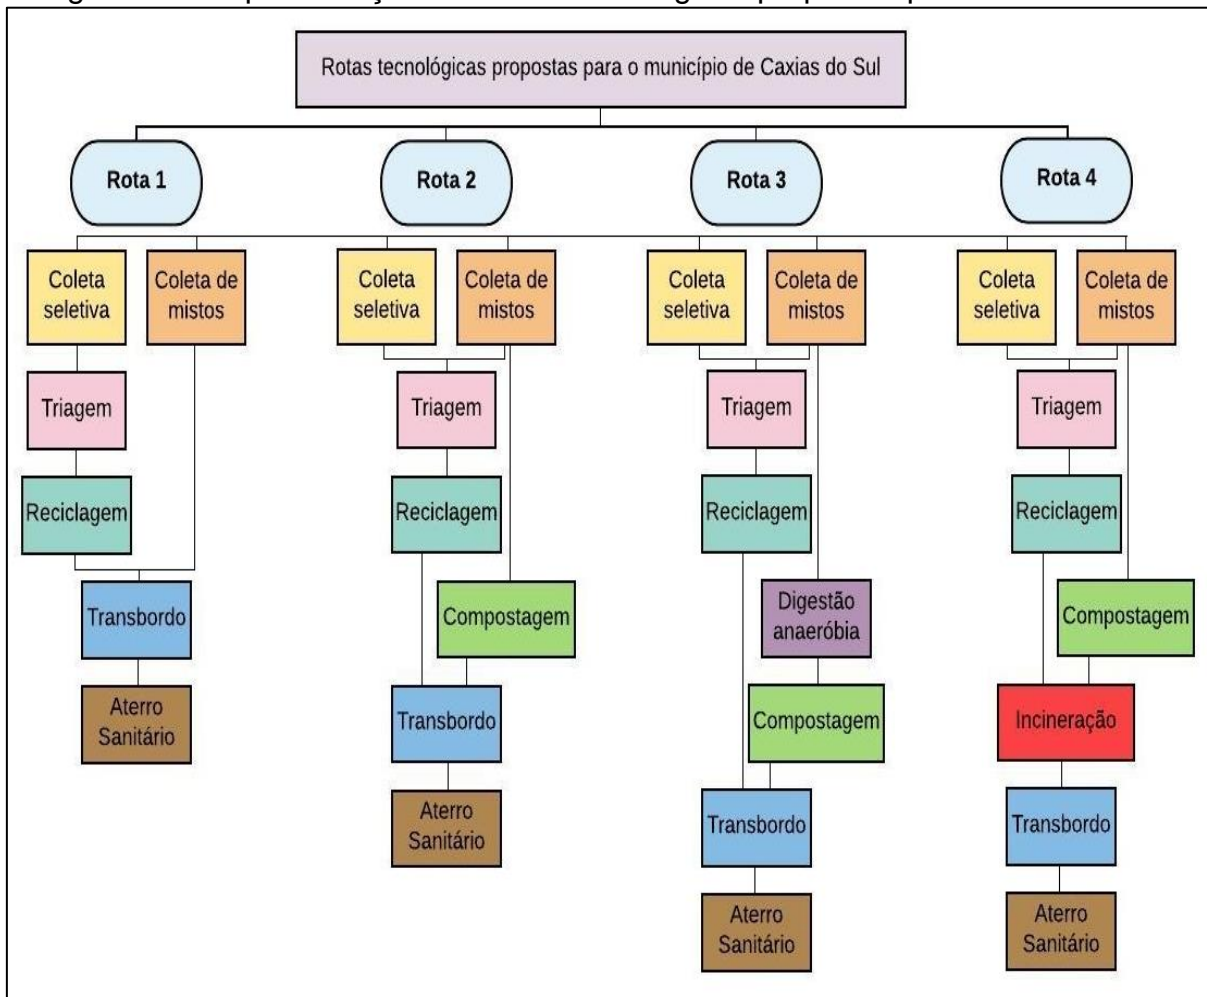 Rotas tecnológicas propostas para o município de Caxias do Sul
Rota 1
Rota 2
Rota 3
Rota 4
Coleta
seletiva
Coleta de
mistos
Coleta
seletiva
Coleta de
mistos
Coleta
seletiva
Coleta de
mistos
Coleta
seletiva
Coleta de
mistos
Triagem
Triagem
Triagem
Triagem
Reciclagem
Reciclagem
Reciclagem
Reciclagem
Transbordo
Compostagem
Digestão
anaeróbia
Compostagem
Aterro
Sanitário
Transbordo
Compostagem
Incineração
Aterro
Sanitário
Transbordo
Transbordo
Aterro
Sanitário
Aterro
Sanitário